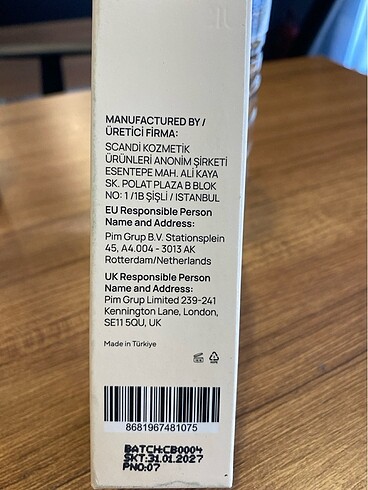 MANUFACTURED BY /
ÜRETİCİ FİRMA:
SCANDİ KOZMETİK
ÜRÜNLERİ ANONİM ŞİRKETİ
ESENTEPE MAH. ALİ KAYA
SK. POLAT PLAZA B BLOK
NO: 1 /1B ŞİŞLİ / ISTANBUL
EU Responsible Person
Name and Address:
Pim Grup B.V. Stationsplein
45, A4.004 - 3013 AK
Rotterdam/Netherlands
UK Responsible Person
Name and Address:
Pim Grup Limited 239-241
Kennington Lane, London,
SE11 5QU, UK
Made in Türkiye
8681967481075
BATCH:CB0004
SKT:31.01.2027
PNO:07